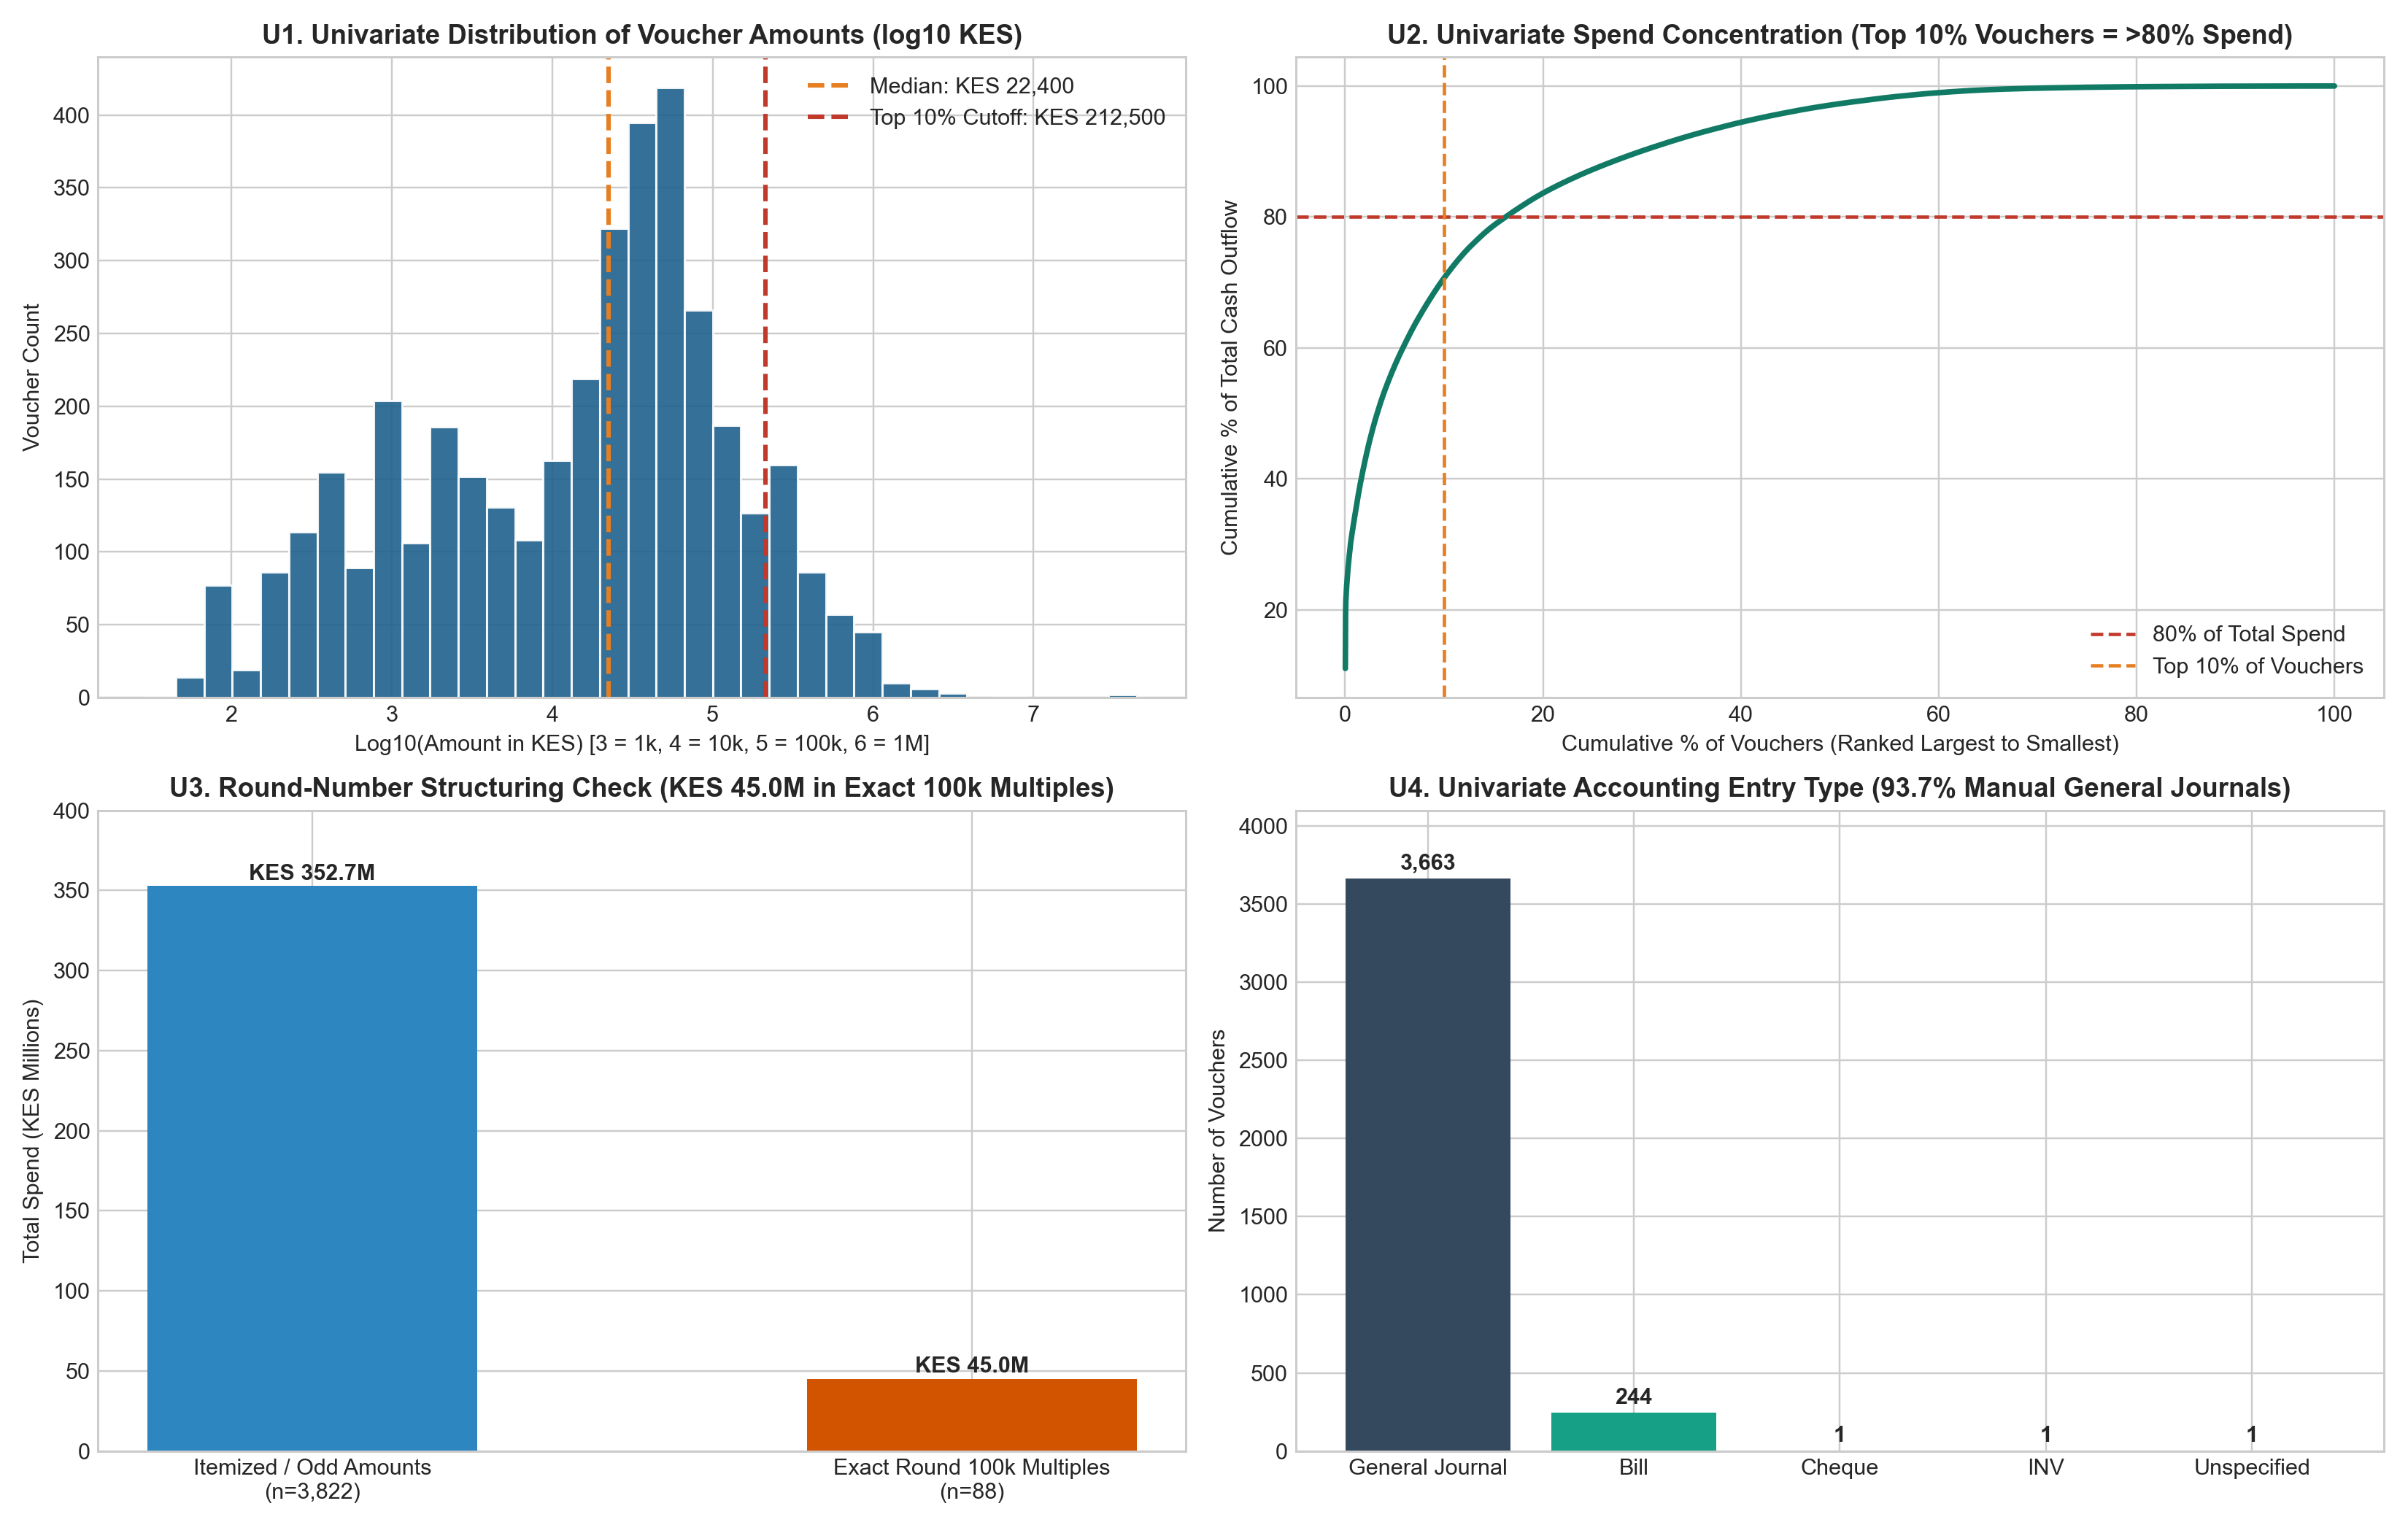 U1. Univariate Distribution of Voucher Amounts (log10 KES)
Voucher Count
400
350
300
250
200
150
100
50
0
Median: KES 22,400
Top 10% Cutoff: KES 212,500
2 3 4 5 6 7
Log10(Amount in KES) [3 = 1k, 4 = 10k, 5 = 100k, 6 = 1M]
U2. Univariate Spend Concentration (Top 10% Vouchers = >80% Spend)
Cumulative % of Total Cash Outflow
100
80
60
40
20
80% of Total Spend
Top 10% of Vouchers
0 20 40 60 80 100
Cumulative % of Vouchers (Ranked Largest to Smallest)
U3. Round-Number Structuring Check (KES 45.0M in Exact 100k Multiples)
Total Spend (KES Millions)
400
350
300
250
200
150
100
50
0
KES 352.7M
KES 45.0M
Itemized / Odd Amounts
(n=3,822)
Exact Round 100k Multiples
(n=88)
U4. Univariate Accounting Entry Type (93.7% Manual General Journals)
Number of Vouchers
4000
3500
3000
2500
2000
1500
1000
500
0
3,663
244
1
1
1
General Journal
Bill
Cheque
INV
Unspecified